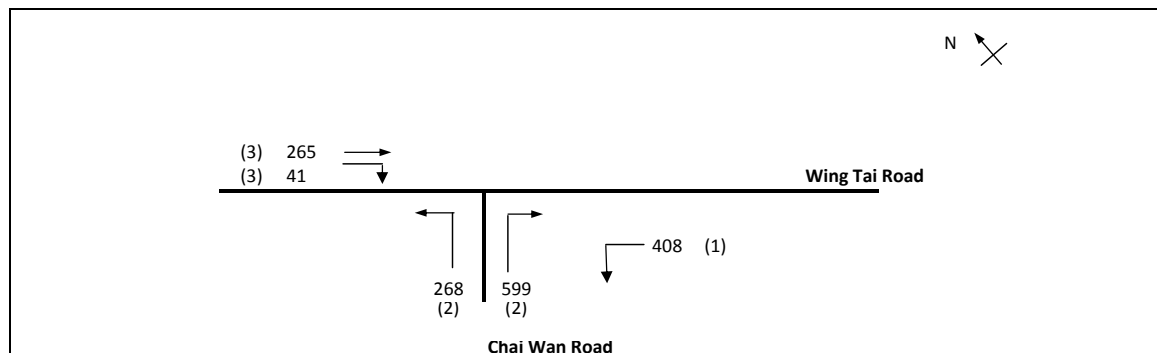 N
(3) 265
(3) 41
Wing Tai Road
408 (1)
268 599
(2) (2)
Chai Wan Road